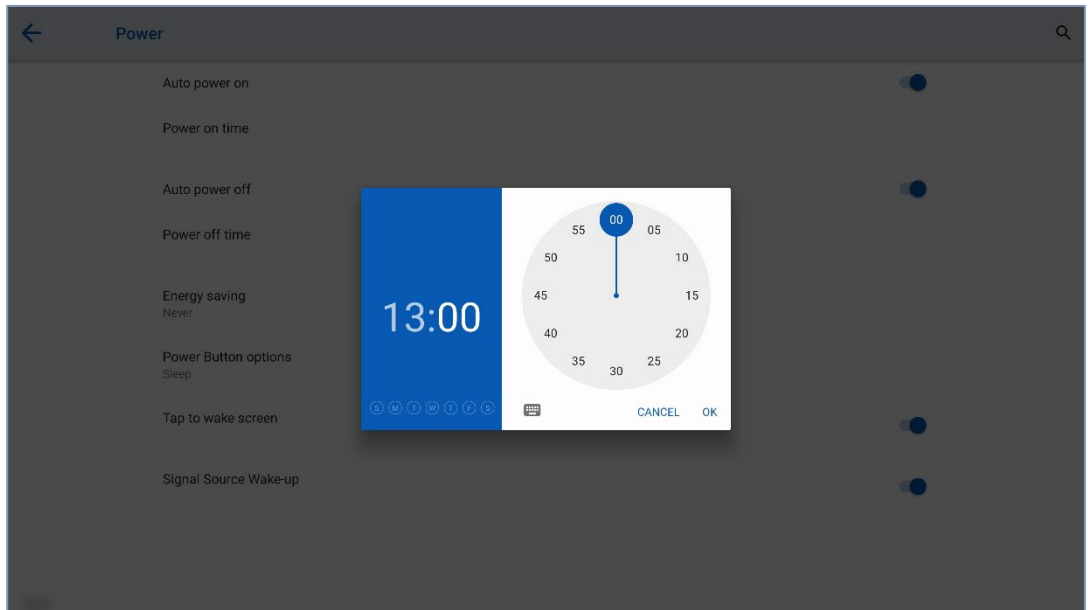 Power
Auto power on
Power on time
Auto power off
Power off time
Energy saving
Never
Power Button options
Sleep
Tap to wake screen
Signal Source Wake-up
13:00
S M T W T F S
00
05
10
15
20
25
30
35
40
45
50
55
CANCEL OK